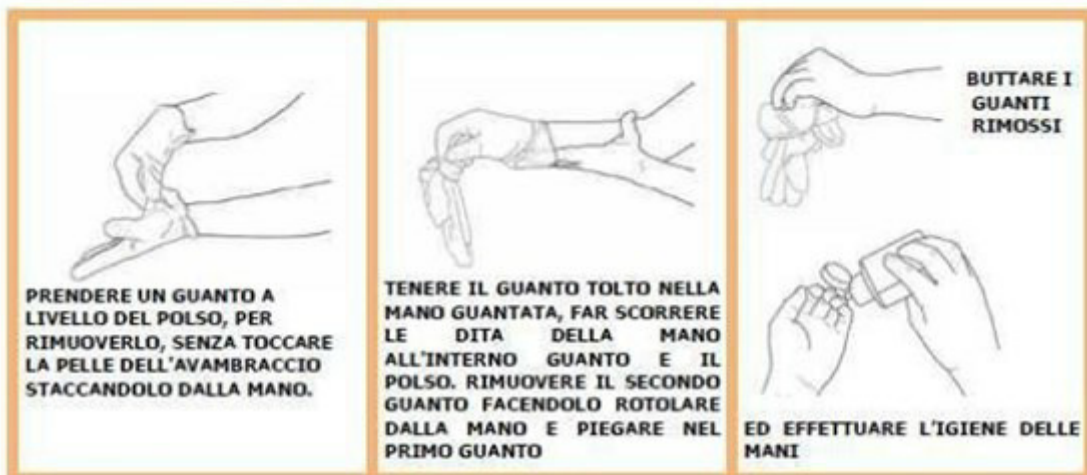 PRENDERE UN GUANTO A
LIVELLO DEL POLSO, PER
RIMUOVERLO, SENZA TOCCARE
LA PELLE DELL'AVAMBRACCIO
STACCANDOLO DALLA MANO.
TENERE IL GUANTO TOLTO NELLA
MANO GUANTATA, FAR SCORRERE
LE DITA DELLA MANO
ALL'INTERNO GUANTO E IL
POLSO. RIMUOVERE IL SECONDO
GUANTO FACENDOLO ROTOLARE
DALLA MANO E PIEGARE NEL
PRIMO GUANTO
BUTTARE I
GUANTI
RIMOSSI
ED EFFETTUARE L'IGIENE DELLE
MANI